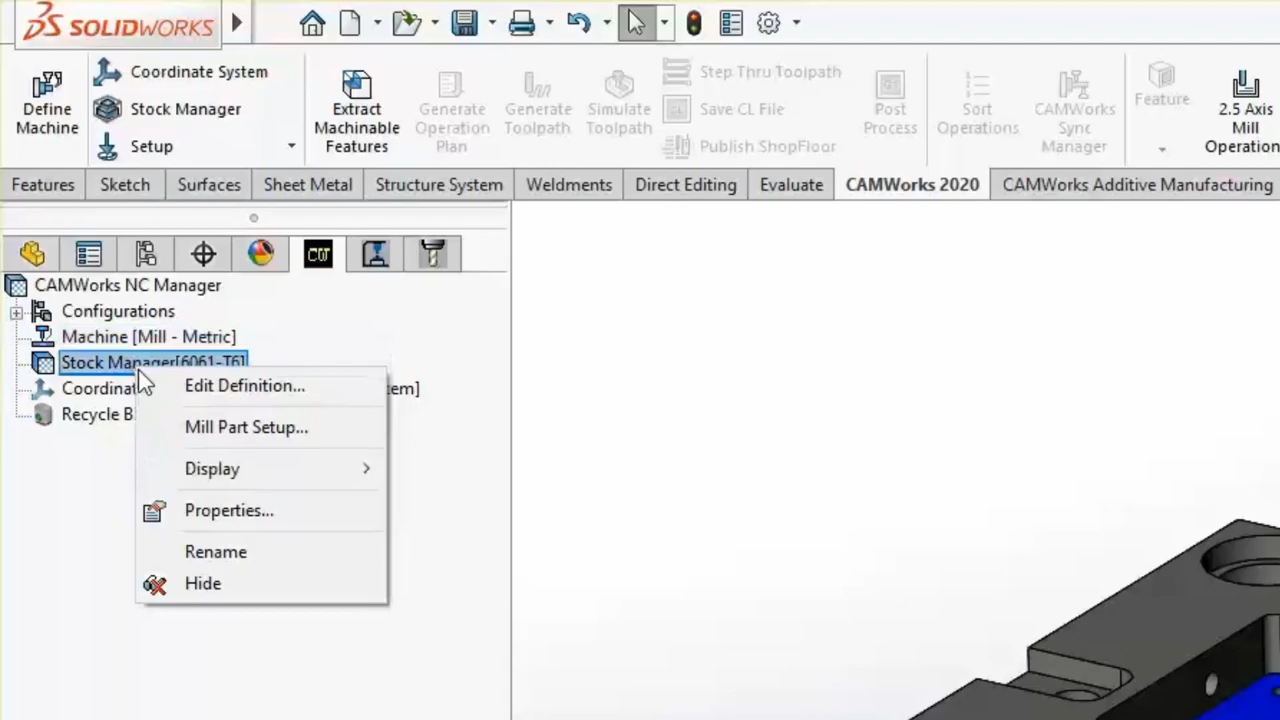 SOLIDWORKS
Define Machine
Coordinate System
Stock Manager
Setup
Extract Machinable Features
Generate Operation Plan
Generate Toolpath
Simulate Toolpath
Step Thru Toolpath
Save CL File
Publish ShopFloor
Post Process
Sort Operations
CAMWorks Sync Manager
Feature
2.5 Axis Mill Operation
Features
Sketch
Surfaces
Sheet Metal
Structure System
Weldments
Direct Editing
Evaluate
CAMWorks 2020
CAMWorks Additive Manufacturing
CW
CAMWorks NC Manager
Configurations
Machine [Mill - Metric]
Stock Manager[6061-T6]
Edit Definition...
Mill Part Setup...
Display
Properties...
Rename
Hide